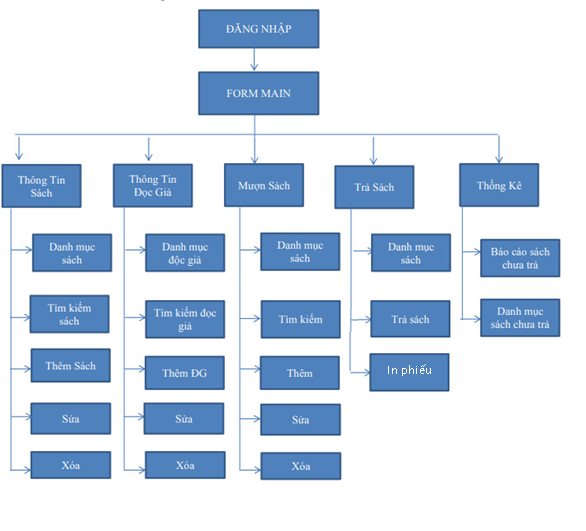 ĐĂNG NHẬP
FORM MAIN
Thông Tin
Sách
Thông Tin
Đọc Giả
Mượn Sách
Trả Sách
Thống Kê
Danh mục
sách
Tìm kiếm
sách
Thêm Sách
Sửa
Xóa
Danh mục
độc giả
Tìm kiếm đọc
giả
Thêm ĐG
Sửa
Xóa
Danh mục
sách
Tìm kiếm
Thêm
Sửa
Xóa
Danh mục
sách
Trả sách
In phiếu
Báo cáo sách
chưa trả
Danh mục
sách chưa trả